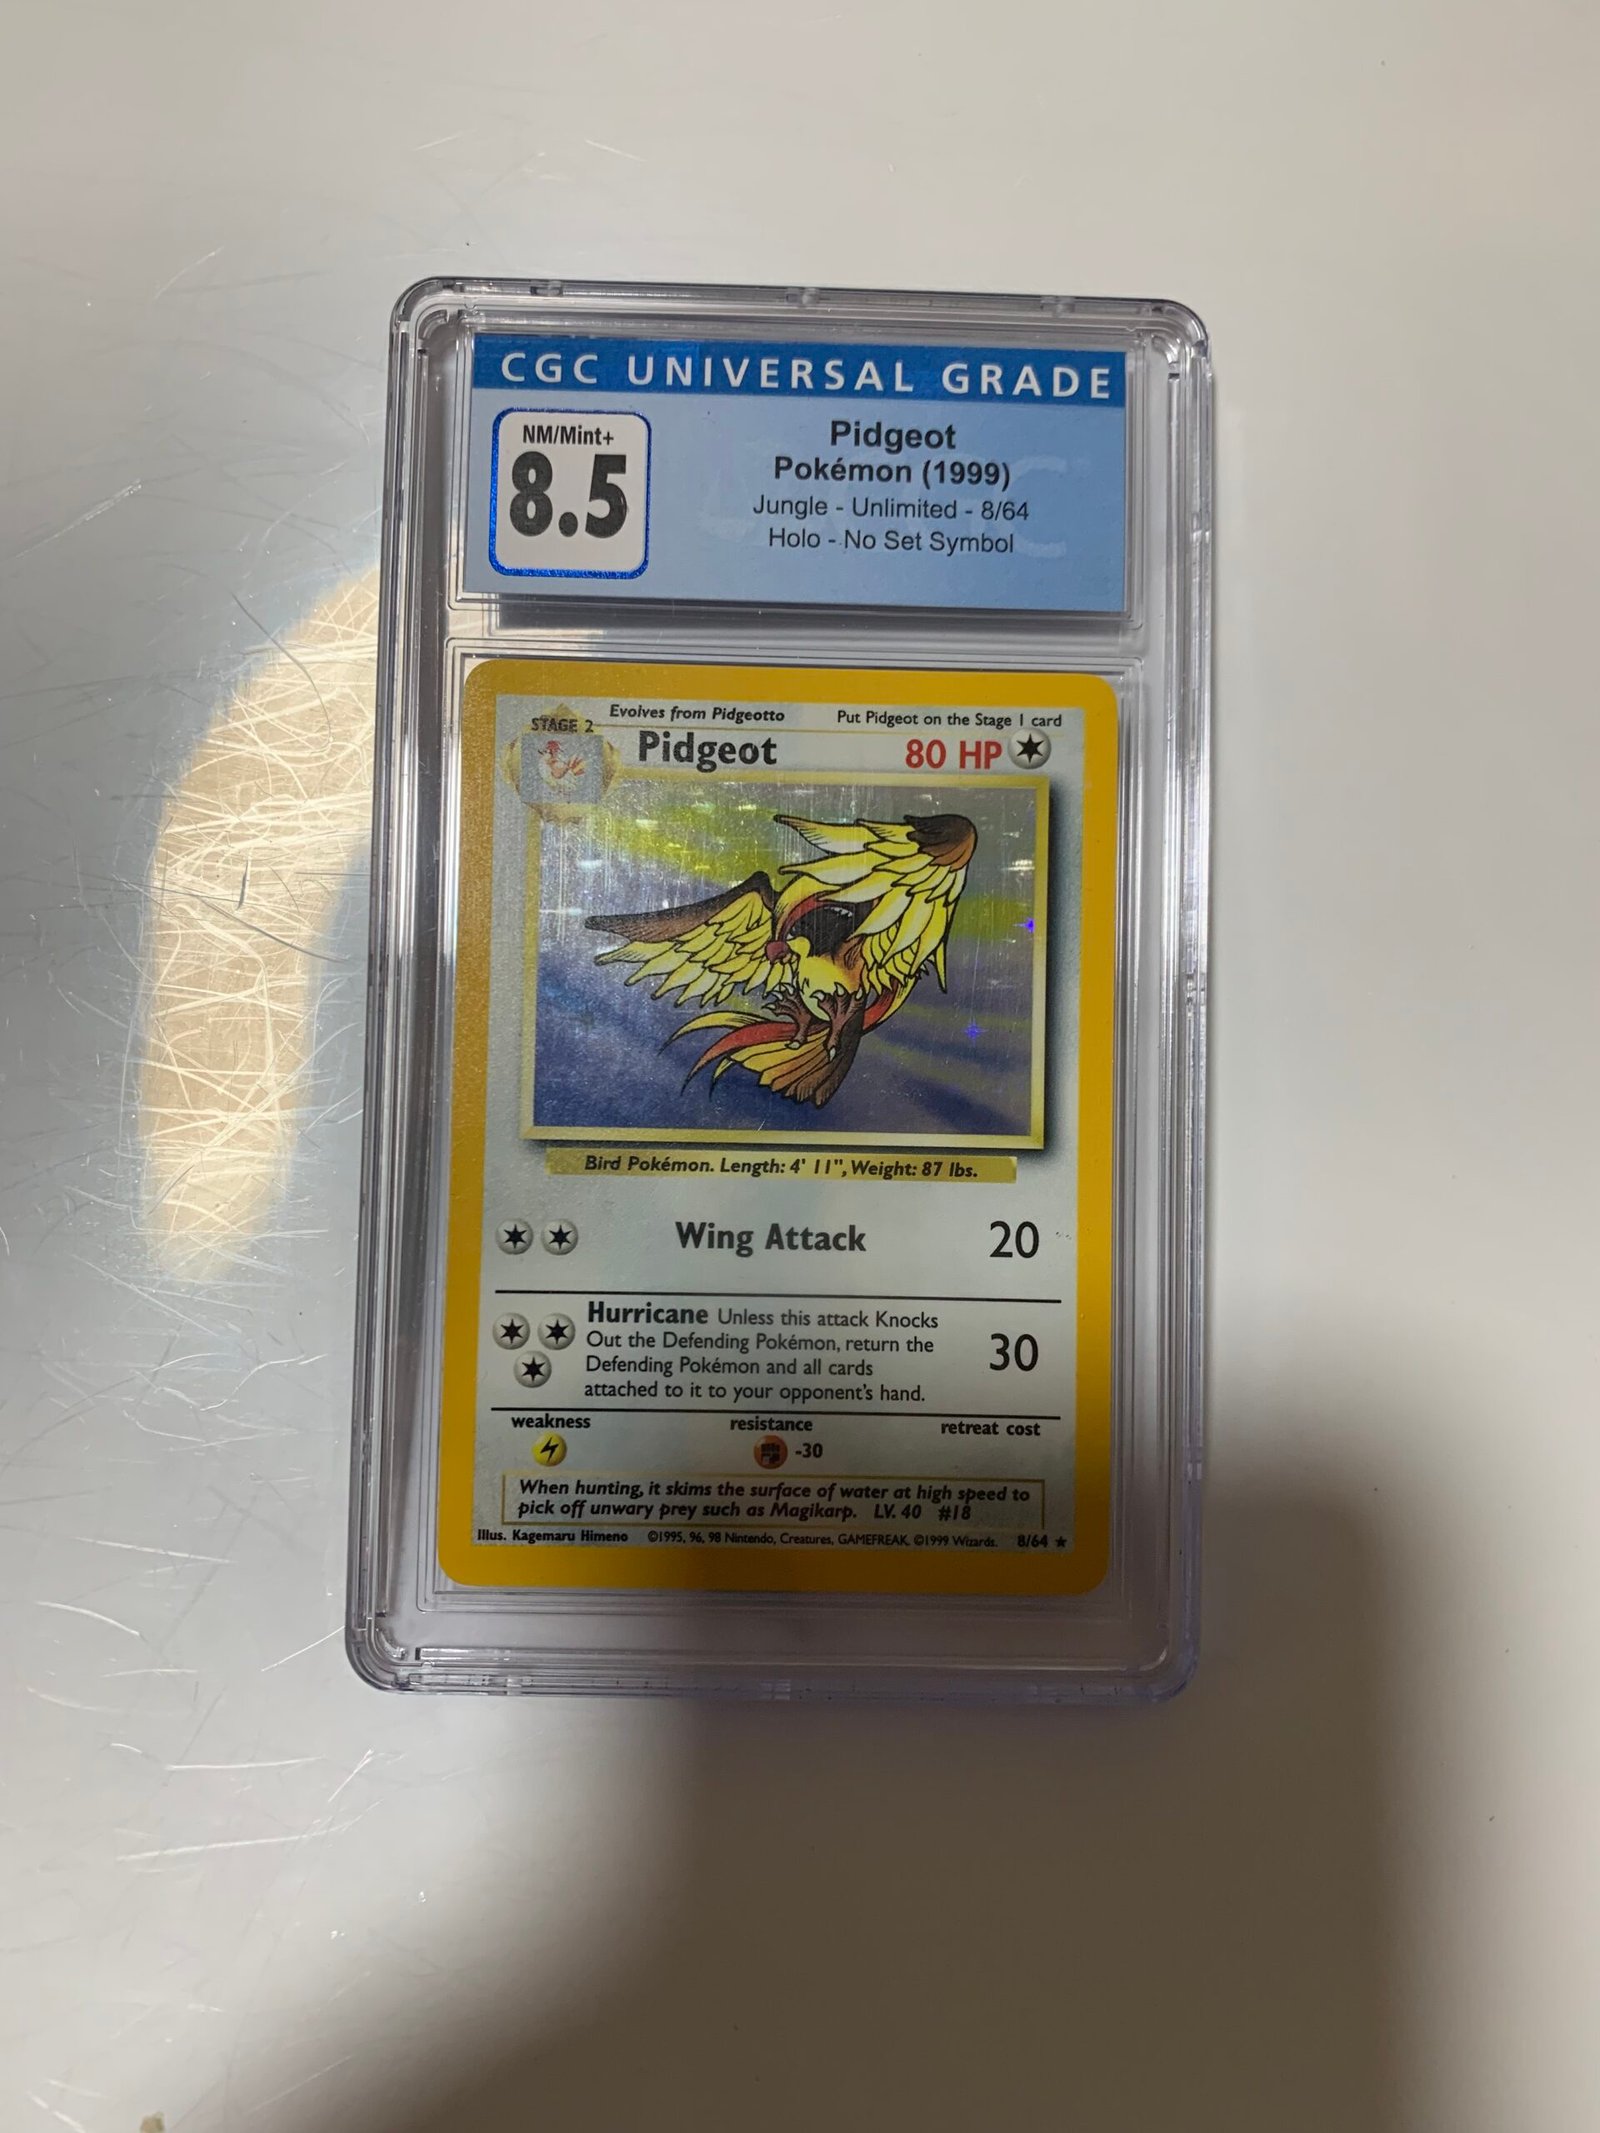 CGC UNIVERSAL GRADE
NM/Mint+
8.5
Pidgeot
Pokémon (1999)
Jungle - Unlimited - 8/64
Holo - No Set Symbol
STAGE 2
Evolves from Pidgeotto
Put Pidgeot on the Stage 1 card
Pidgeot
80 HP
Bird Pokémon. Length: 4' 11", Weight: 87 lbs.
Wing Attack
20
Hurricane Unless this attack Knocks
Out the Defending Pokémon, return the
Defending Pokémon and all cards
attached to it to your opponent's hand.
30
weakness
resistance
retreat cost
-30
When hunting, it skims the surface of water at high speed to
pick off unwary prey such as Magikarp. LV. 40 #18
Illus. Kagemaru Himeno ©1995, 96, 98 Nintendo, Creatures, GAMEFREAK. ©1999 Wizards. 8/64 ★